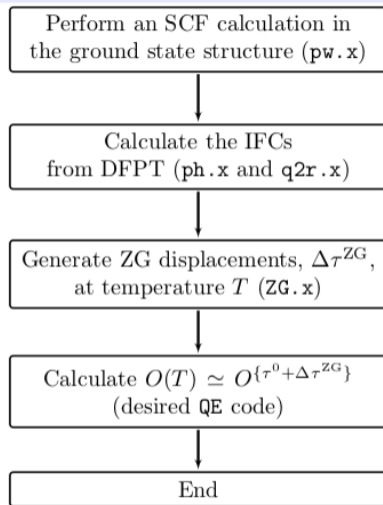 Perform an SCF calculation in
the ground state structure (pw.x)
Calculate the IFCs
from DFPT (ph.x and q2r.x)
Generate ZG displacements, Δτ^ZG,
at temperature T (ZG.x)
Calculate O(T) ≃ O^{τ^0+Δτ^ZG}
(desired QE code)
End